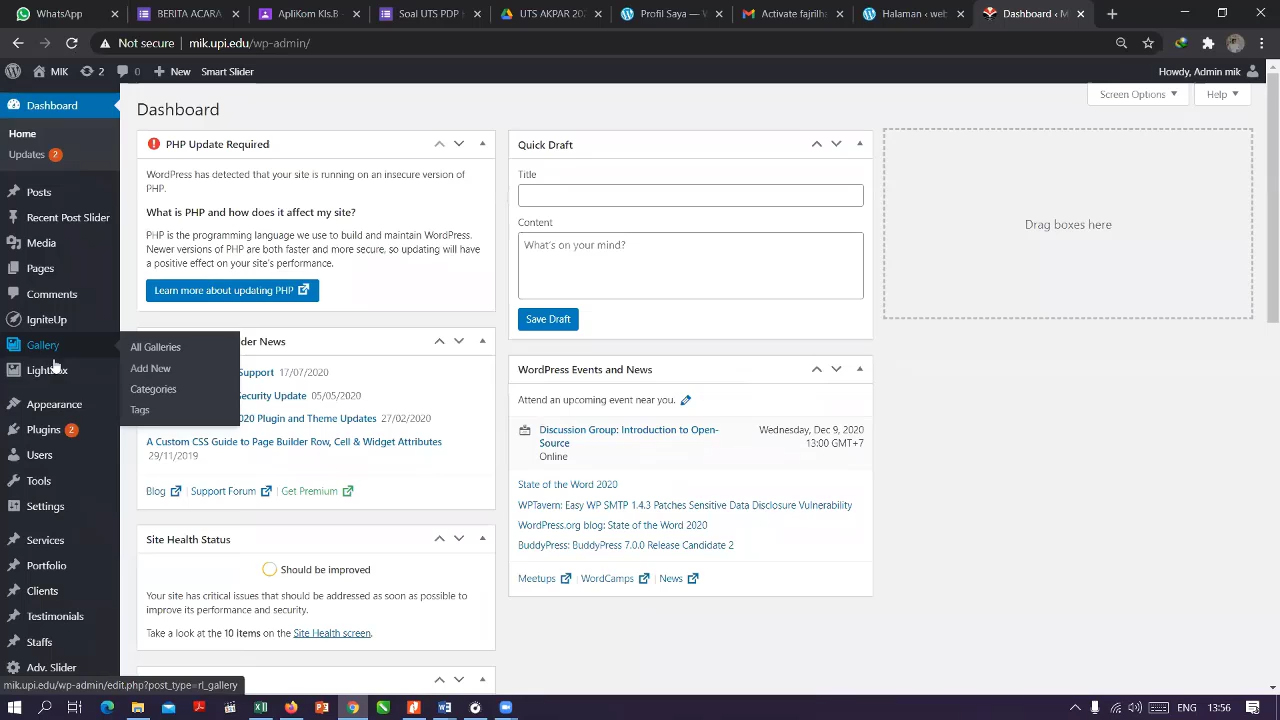 WhatsApp
BERITA ACARA
ApliKom Kls.B
Soal UTS PDP
UTS AKPAR 20
Profil Saya —
Activate fajrilh
Halaman ‹ we
Dashboard ‹ M
Not secure
mik.upi.edu/wp-admin/
MIK
2
0
New
Smart Slider
Howdy, Admin mik
Dashboard
Home
Updates 2
Posts
Recent Post Slider
Media
Pages
Comments
IgniteUp
Gallery
Lightbox
Appearance
Plugins 2
Users
Tools
Settings
Services
Portfolio
Clients
Testimonials
Staffs
Adv. Slider
All Galleries
Add New
Categories
Tags
Dashboard
Screen Options
Help
PHP Update Required
WordPress has detected that your site is running on an insecure version of
PHP.
What is PHP and how does it affect my site?
PHP is the programming language we use to build and maintain WordPress.
Newer versions of PHP are both faster and more secure, so updating will have
a positive effect on your site's performance.
Learn more about updating PHP
der News
Support 17/07/2020
ecurity Update 05/05/2020
020 Plugin and Theme Updates 27/02/2020
A Custom CSS Guide to Page Builder Row, Cell & Widget Attributes
29/11/2019
Blog | Support Forum | Get Premium
Site Health Status
Should be improved
Your site has critical issues that should be addressed as soon as possible to
improve its performance and security.
Take a look at the 10 items on the Site Health screen.
Quick Draft
Title
Content
What's on your mind?
Save Draft
WordPress Events and News
Attend an upcoming event near you.
Discussion Group: Introduction to Open-
Source
Online
Wednesday, Dec 9, 2020
13:00 GMT+7
State of the Word 2020
WPTavern: Easy WP SMTP 1.4.3 Patches Sensitive Data Disclosure Vulnerability
WordPress.org blog: State of the Word 2020
BuddyPress: BuddyPress 7.0.0 Release Candidate 2
Meetups | WordCamps | News
Drag boxes here
mik.upi.edu/wp-admin/edit.php?post_type=rl_gallery
ENG
13:56